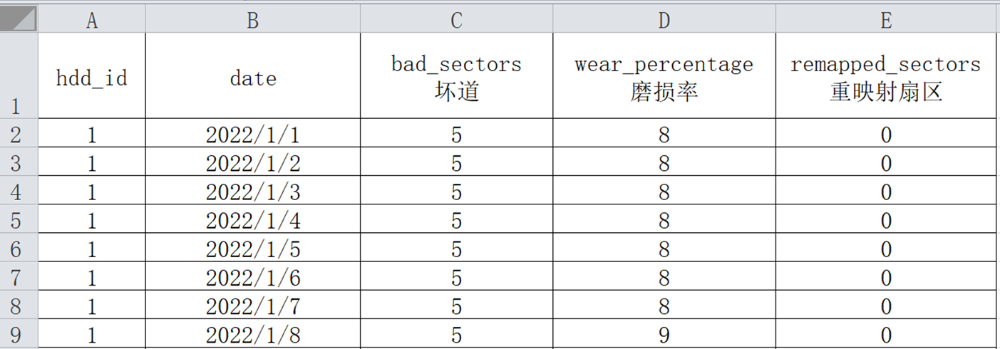 A B C D E
1 hdd_id date bad_sectors 坏道 wear_percentage 磨损率 remapped_sectors 重映射扇区
2 1 2022/1/1 5 8 0
3 1 2022/1/2 5 8 0
4 1 2022/1/3 5 8 0
5 1 2022/1/4 5 8 0
6 1 2022/1/5 5 8 0
7 1 2022/1/6 5 8 0
8 1 2022/1/7 5 8 0
9 1 2022/1/8 5 9 0